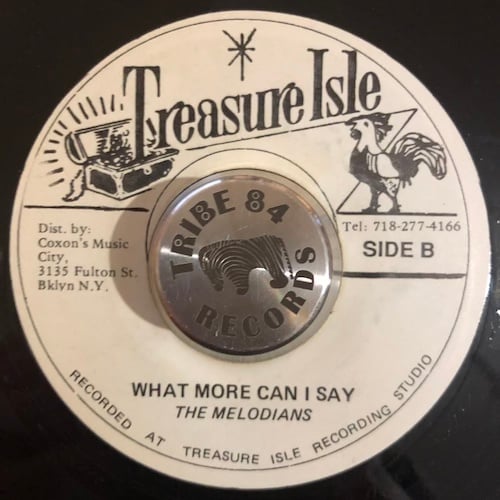 Treasure Isle
Dist. by:
Coxon's Music
City,
3135 Fulton St.
Bklyn N.Y.
Tel: 718-277-4166
SIDE B
TRIBE 84
RECORDS
WHAT MORE CAN I SAY
THE MELODIANS
RECORDED AT TREASURE ISLE RECORDING STUDIO